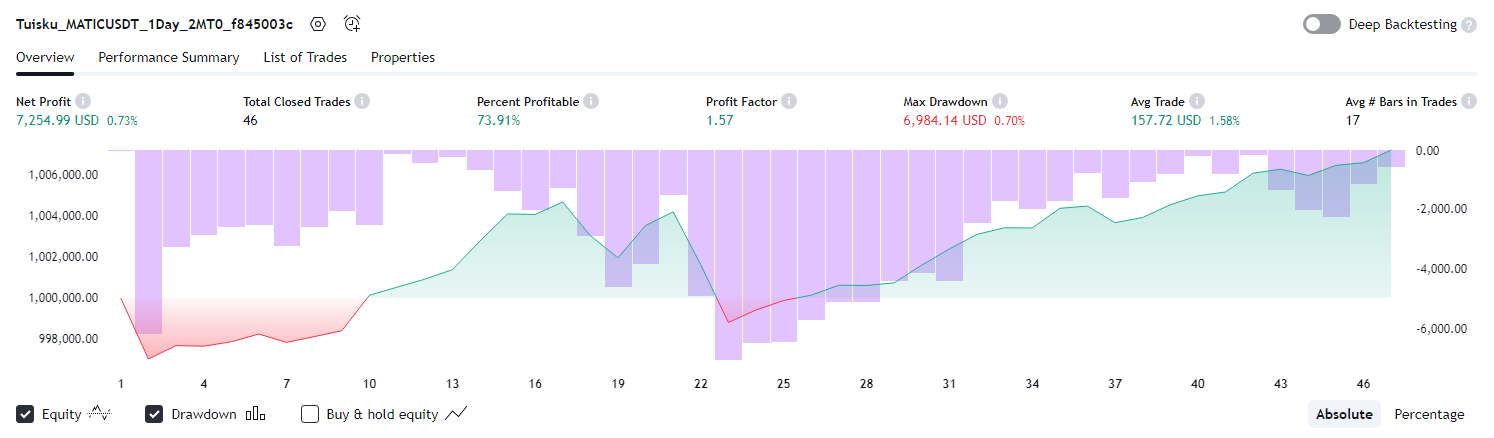 Tuisku_MATICUSDT_1Day_2MT0_f845003c
Deep Backtesting ?
Overview Performance Summary List of Trades Properties
Net Profit i Total Closed Trades i Percent Profitable i Profit Factor i Max Drawdown i Avg Trade i Avg # Bars in Trades i
7,254.99 USD 0.73% 46 73.91% 1.57 6,984.14 USD 0.70% 157.72 USD 1.58% 17
0.00
1,006,000.00
-2,000.00
1,004,000.00
1,002,000.00
-4,000.00
1,000,000.00
-6,000.00
998,000.00
1 4 7 10 13 16 19 22 25 28 31 34 37 40 43 46
Equity Drawdown Buy & hold equity Absolute Percentage